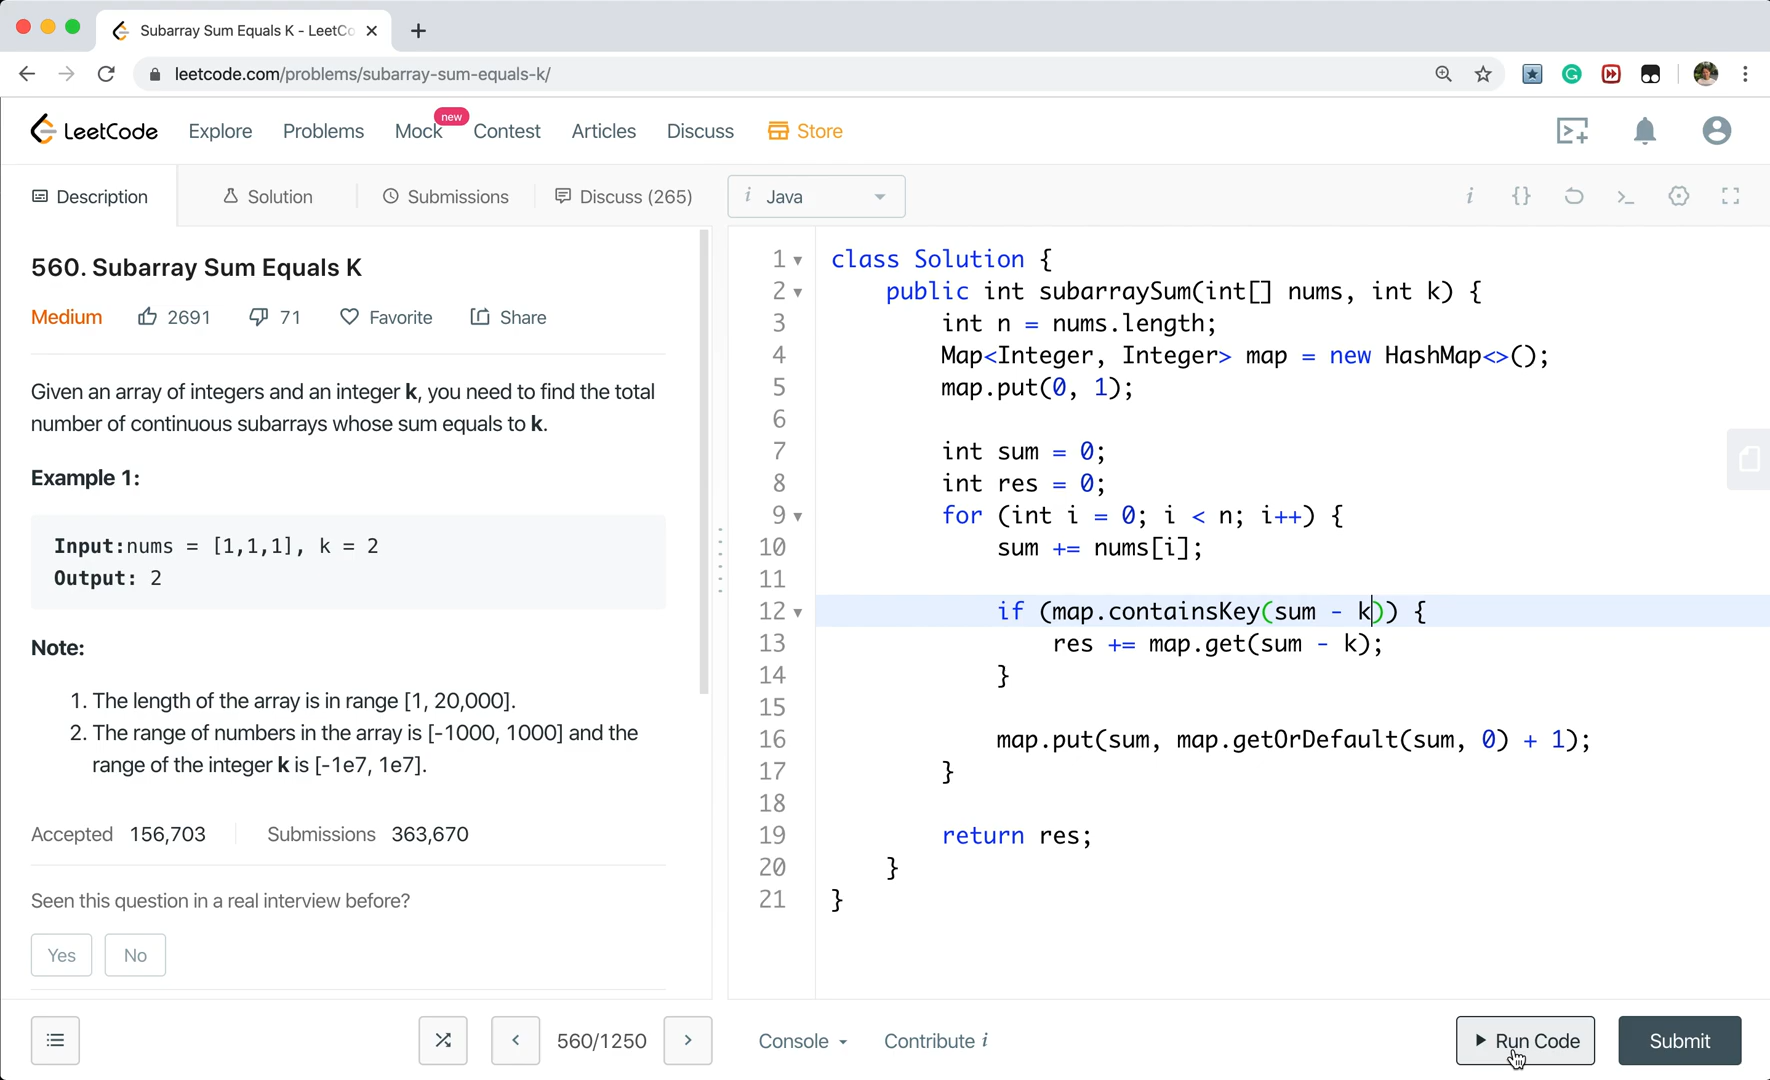 Subarray Sum Equals K - LeetCo
leetcode.com/problems/subarray-sum-equals-k/
LeetCode Explore Problems Mock new Contest Articles Discuss Store
Description Solution Submissions Discuss (265)
560. Subarray Sum Equals K
Medium 2691 71 Favorite Share
Given an array of integers and an integer k, you need to find the total
number of continuous subarrays whose sum equals to k.
Example 1:
Input:nums = [1,1,1], k = 2
Output: 2
Note:
1. The length of the array is in range [1, 20,000].
2. The range of numbers in the array is [-1000, 1000] and the
range of the integer k is [-1e7, 1e7].
Accepted 156,703 Submissions 363,670
Seen this question in a real interview before?
Yes No
560/1250
i Java
i {} >_
1 class Solution {
2 public int subarraySum(int[] nums, int k) {
3 int n = nums.length;
4 Map<Integer, Integer> map = new HashMap<>();
5 map.put(0, 1);
6
7 int sum = 0;
8 int res = 0;
9 for (int i = 0; i < n; i++) {
10 sum += nums[i];
11
12 if (map.containsKey(sum - k)) {
13 res += map.get(sum - k);
14 }
15
16 map.put(sum, map.getOrDefault(sum, 0) + 1);
17 }
18
19 return res;
20 }
21 }
Console Contribute i
Run Code Submit